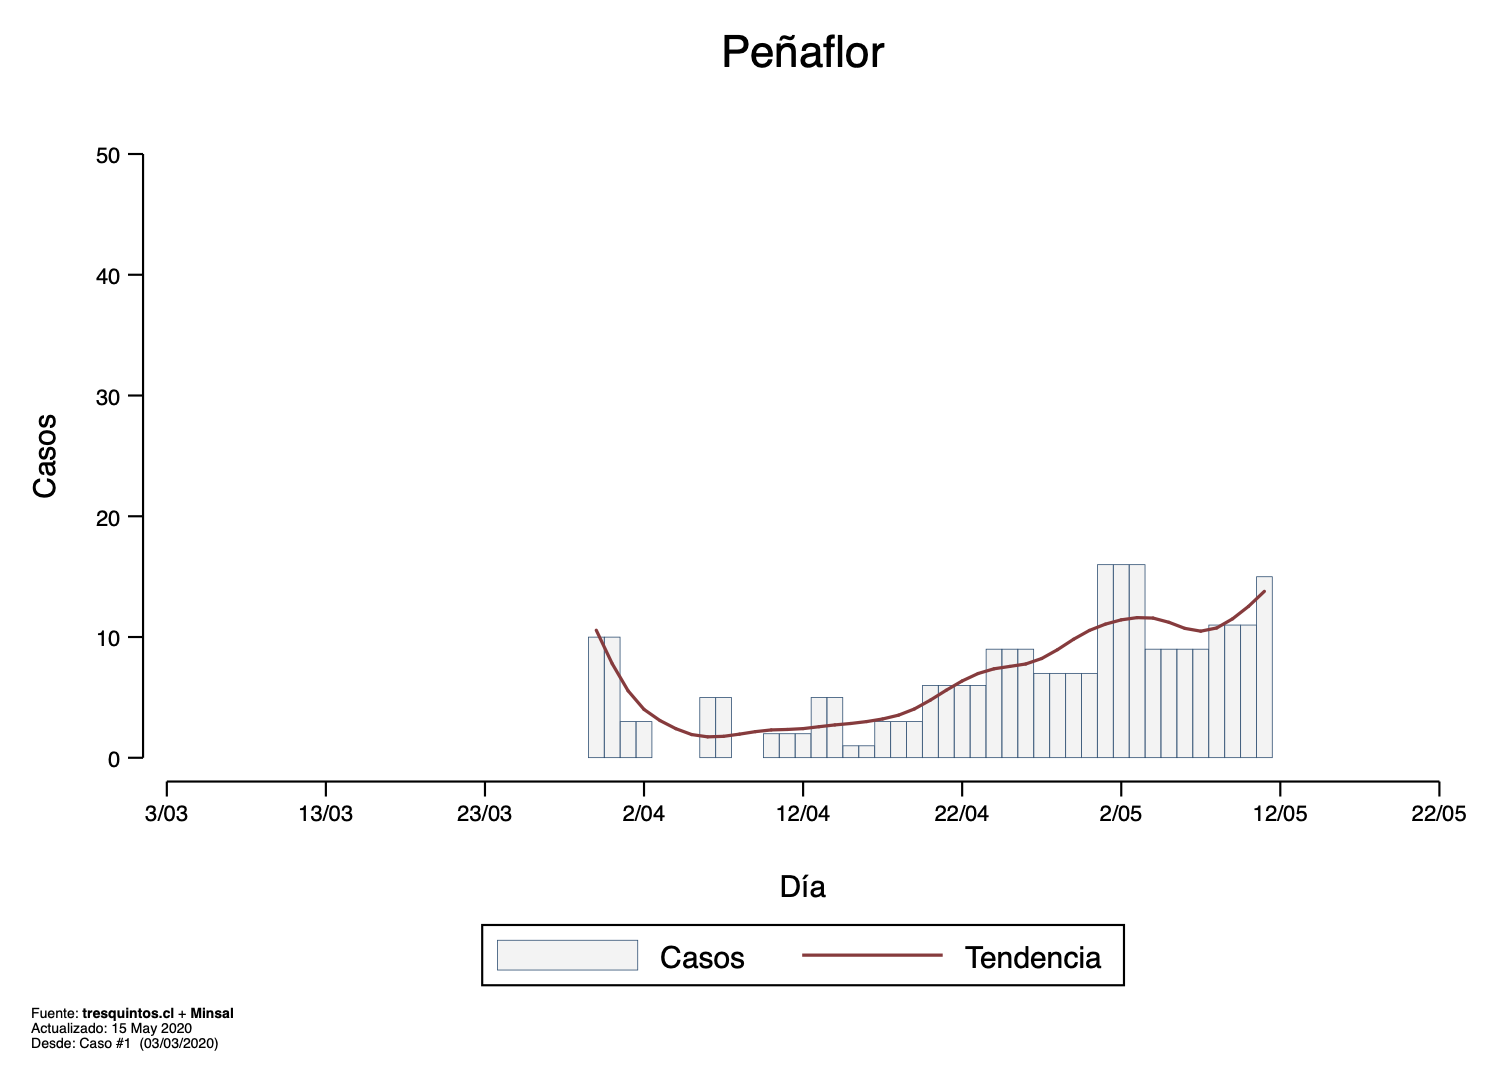 Peñaflor
50
40
30
20
10
0
Casos
3/03 13/03 23/03 2/04 12/04 22/04 2/05 12/05 22/05
Día
Casos Tendencia
Fuente: tresquintos.cl + Minsal
Actualizado: 15 May 2020
Desde: Caso #1 (03/03/2020)